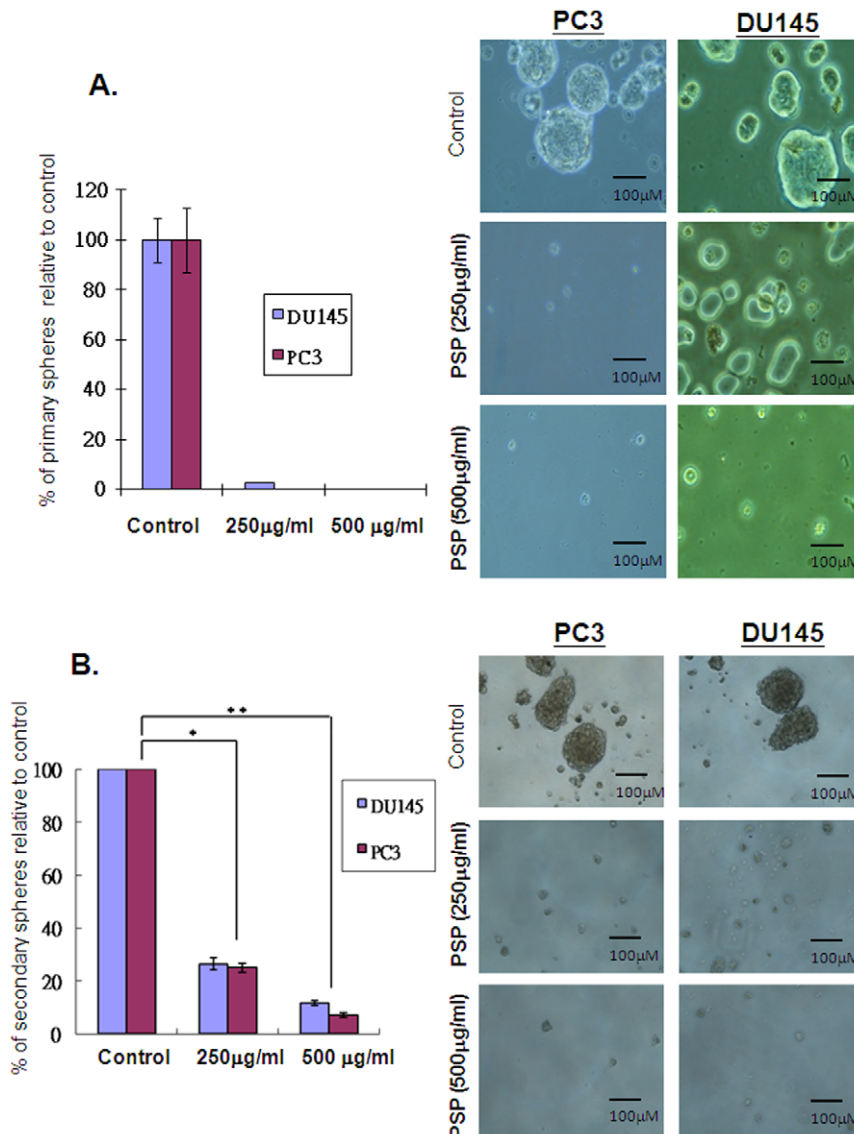 A.
% of primary spheres relative to control
120
100
80
60
40
20
0
Control 250µg/ml 500 µg/ml
DU145
PC3
PC3 DU145
Control
100µM 100µM
PSP (250µg/ml)
100µM 100µM
PSP (500µg/ml)
100µM 100µM
B.
% of secondary spheres relative to control
100
80
60
40
20
0
Control 250µg/ml 500 µg/ml
**
*
DU145
PC3
PC3 DU145
Control
100µM 100µM
PSP (250µg/ml)
100µM 100µM
PSP (500µg/ml)
100µM 100µM